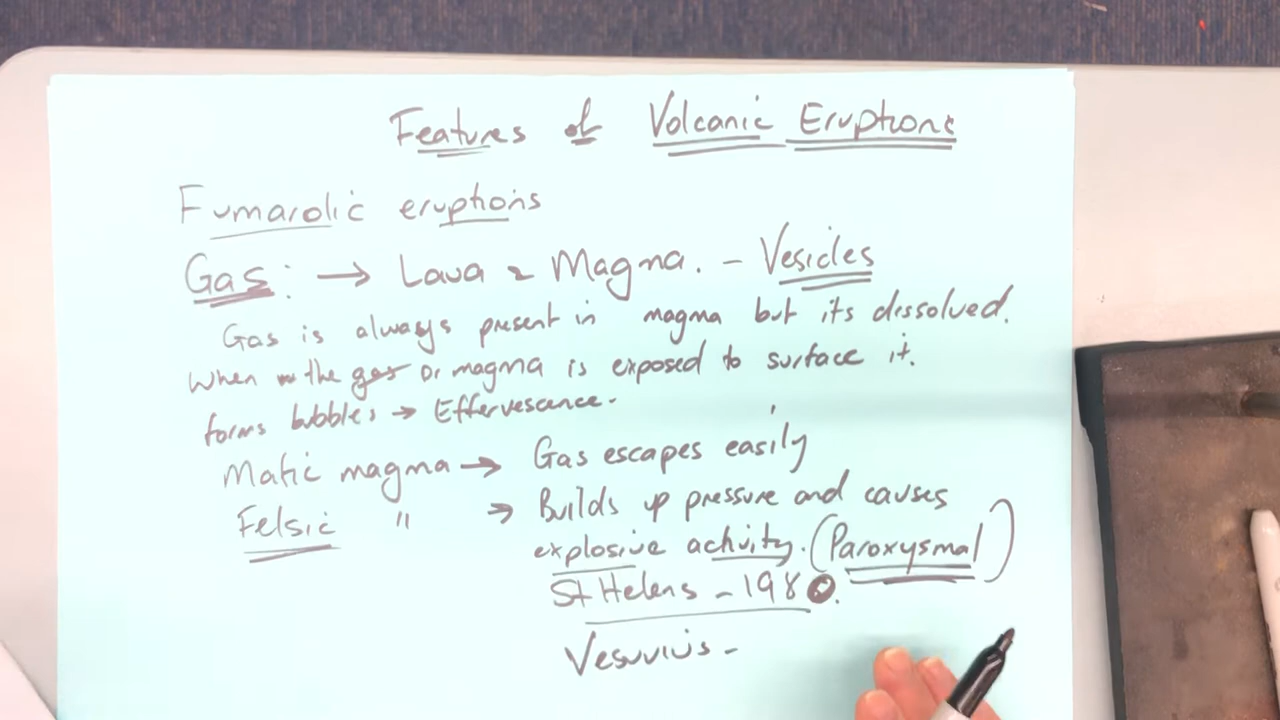 Features of Volcanic Eruptions
Fumarolic eruptions
Gas: → Lava & Magma. - Vesicles
Gas is always present in magma but its dissolved.
When the gas or magma is exposed to surface it.
forms bubbles → Effervescance.
Mafic magma → Gas escapes easily
Felsic " → Builds up pressure and causes
explosive activity. (Paroxysmal)
St Helens - 1980.
Vesuvius -